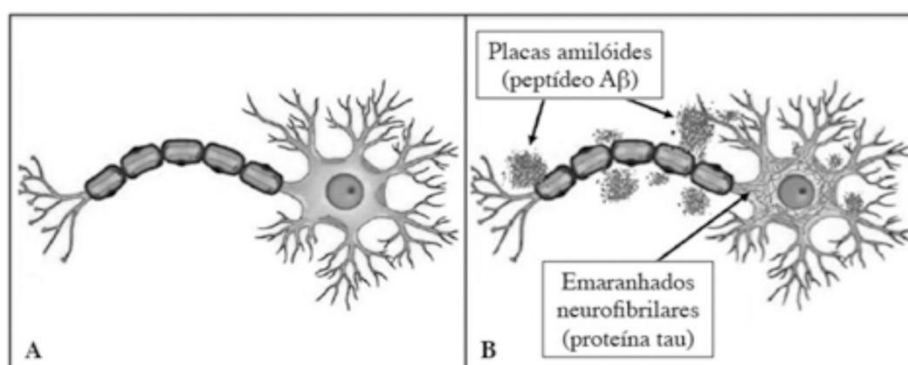 Placas amilóides
(peptídeo Aβ)
Emaranhados
neurofibrilares
(proteína tau)
A
B